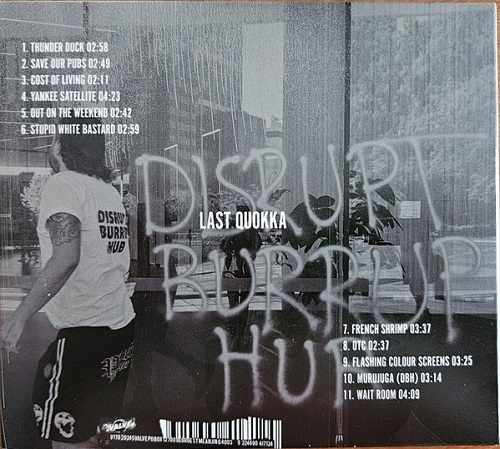 1. THUNDER DUCK 02:58
2. SAVE OUR PUBS 02:49
3. COST OF LIVING 02:11
4. YANKEE SATELLITE 04:23
5. OUT ON THE WEEKEND 02:42
6. STUPID WHITE BASTARD 02:59
DISRUPT
BURRUP
HUB
LAST QUOKKA
DISRUPT
BURRUP
HUB
7. FRENCH SHRIMP 03:37
8. OTC 02:37
9. FLASHING COLOUR SCREENS 03:25
10. MURUJUGA (DBH) 03:14
11. WAIT ROOM 04:09
VALVE